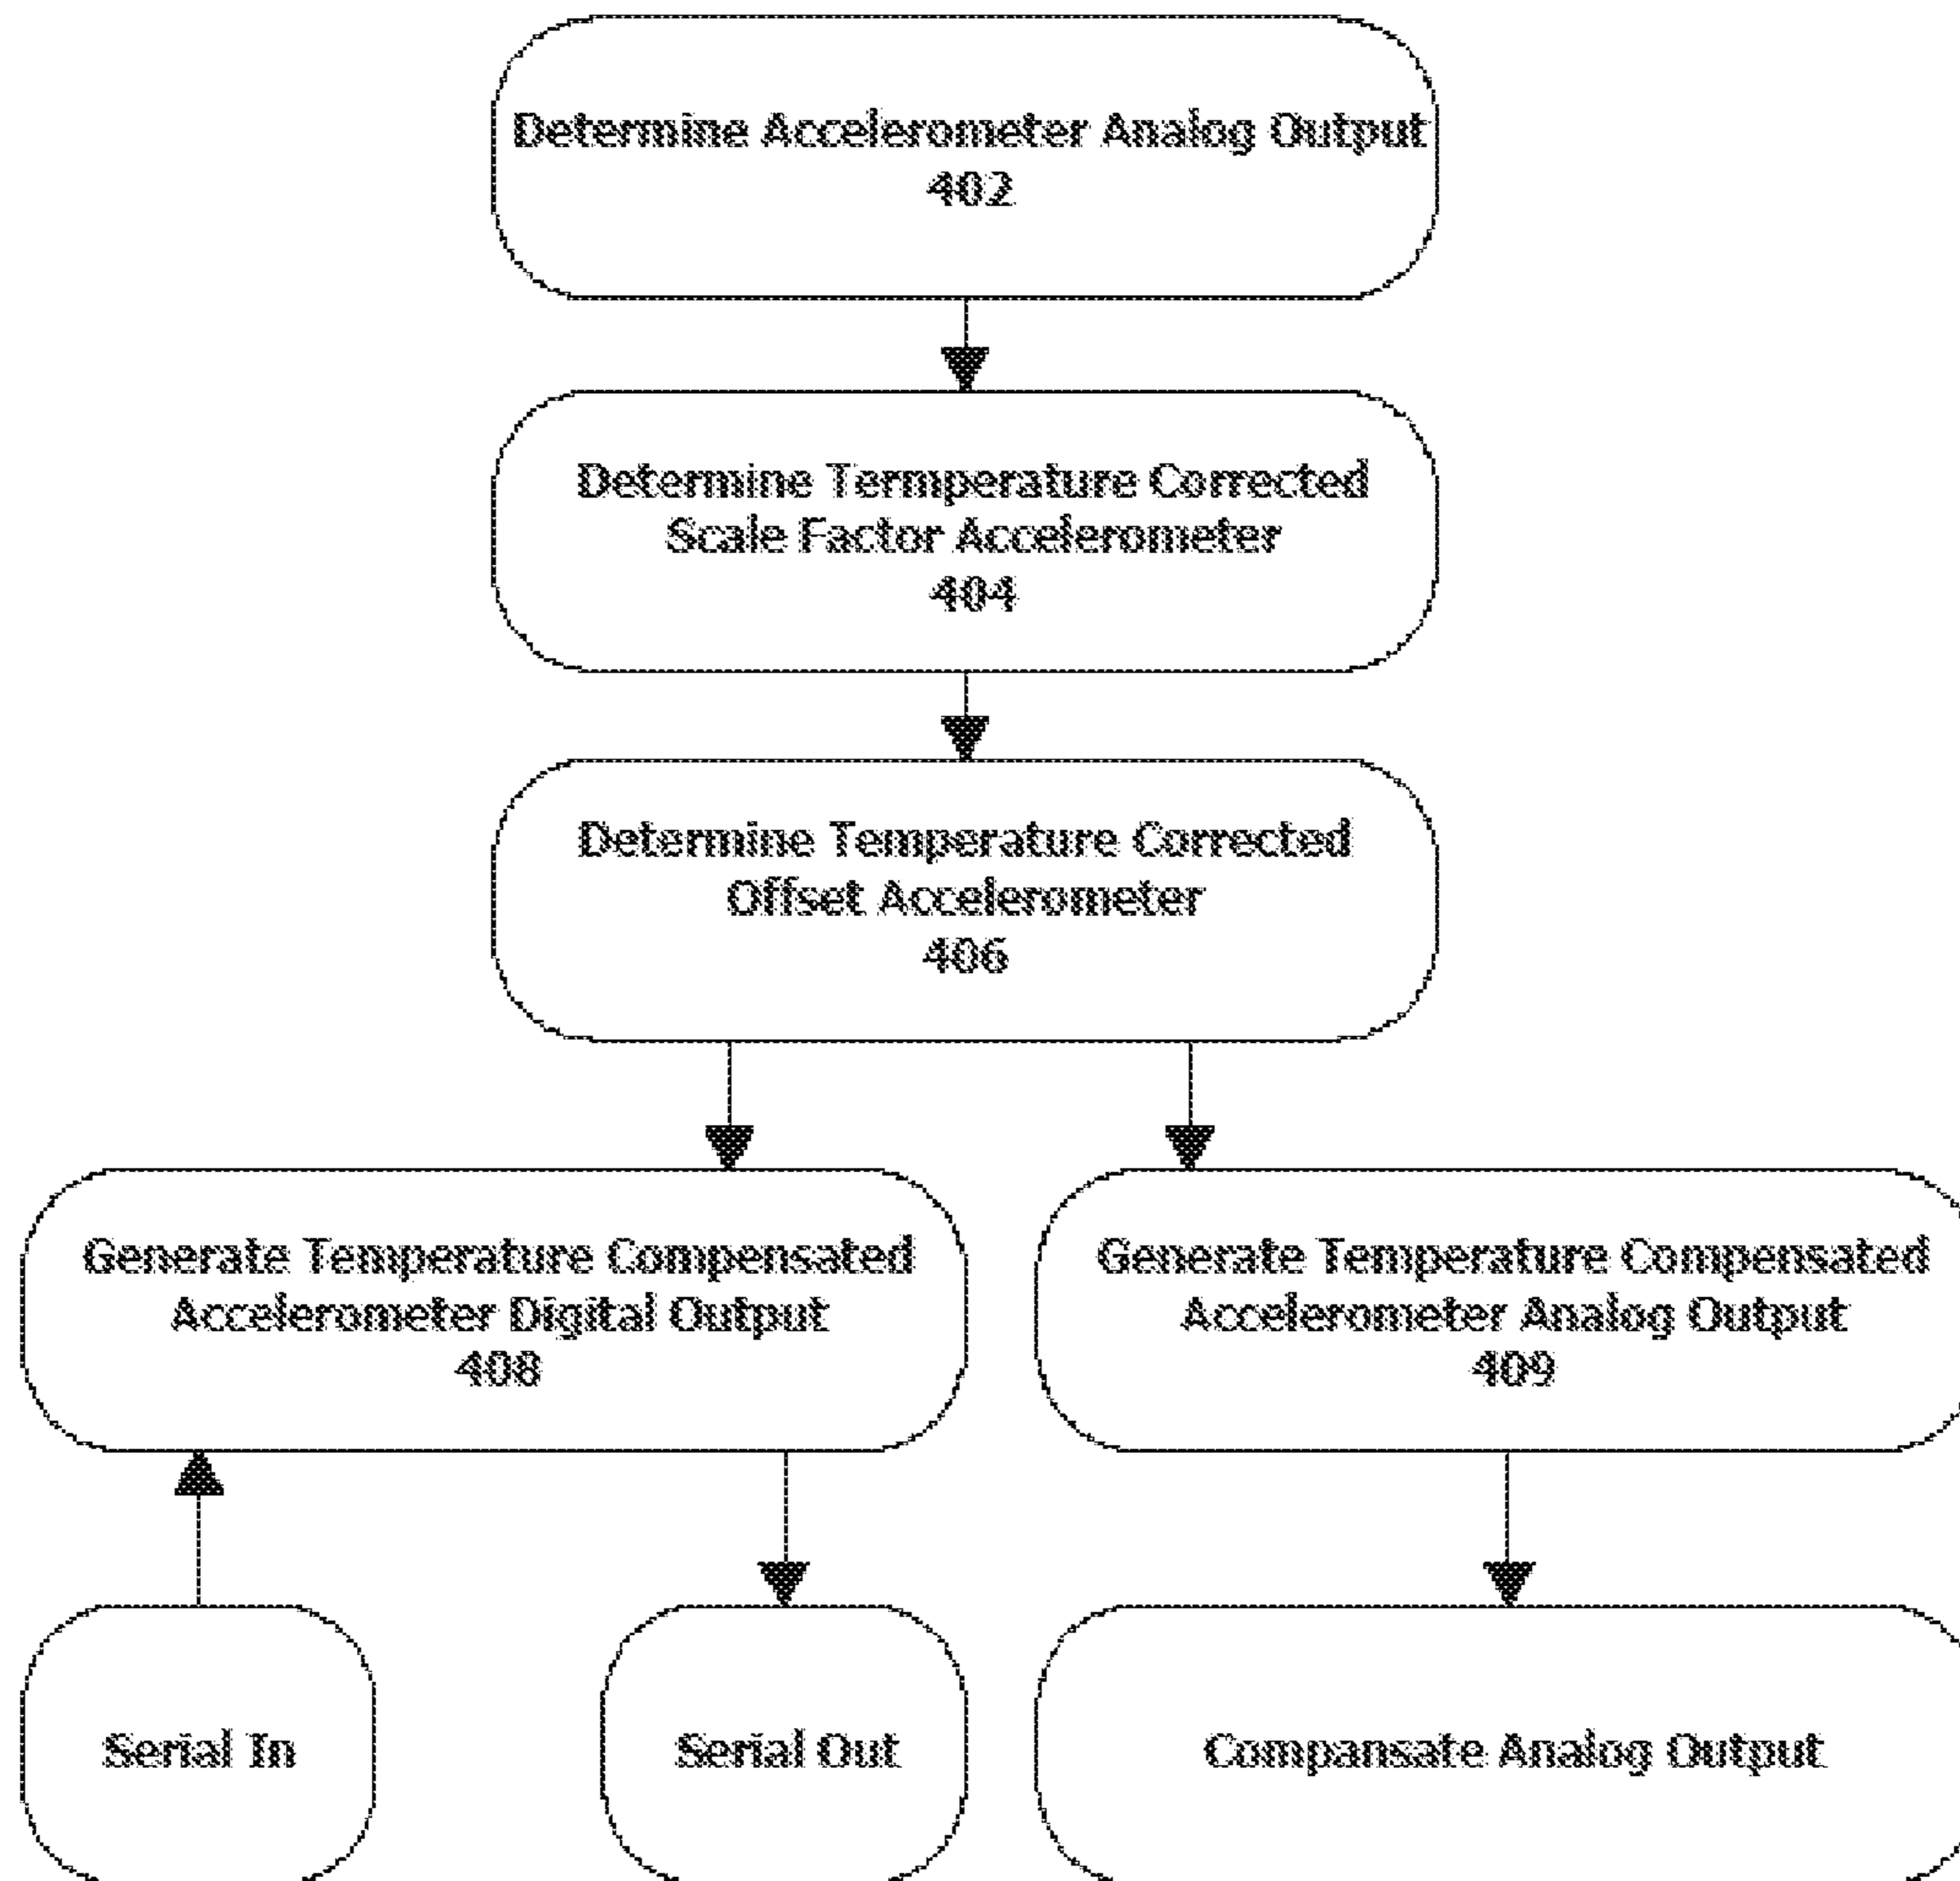 Determine Accelerometer Analog Output
402
Determine Termperature Corrected
Scale Factor Accelerometer
404
Determine Temperature Corrected
Offset Accelerometer
406
Generate Temperature Compensated
Accelerometer Digital Output
408
Generate Temperature Compensated
Accelerometer Analog Output
409
Serial In
Serial Out
Compansate Analog Output